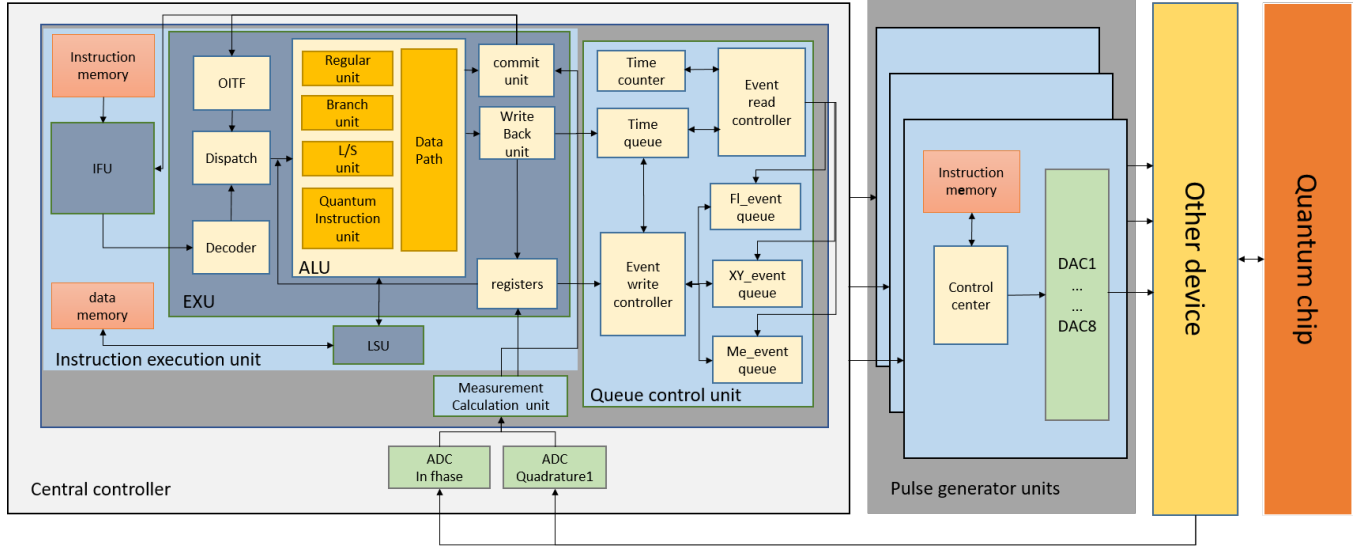 Instruction
memory
IFU
data
memory
Instruction execution unit
OITF
Dispatch
Decoder
EXU
Regular
unit
Branch
unit
L/S
unit
Quantum
Instruction
unit
Data
Path
ALU
LSU
commit
unit
Write
Back
unit
registers
Measurement
Calculation unit
ADC
In fhase
ADC
Quadrature1
Central controller
Time
counter
Time
queue
Event
read
controller
Fl_event
queue
Event
write
controller
XY_event
queue
Me_event
queue
Queue control unit
Instruction
memory
Control
center
DAC1
...
...
DAC8
Pulse generator units
Other device
Quantum chip